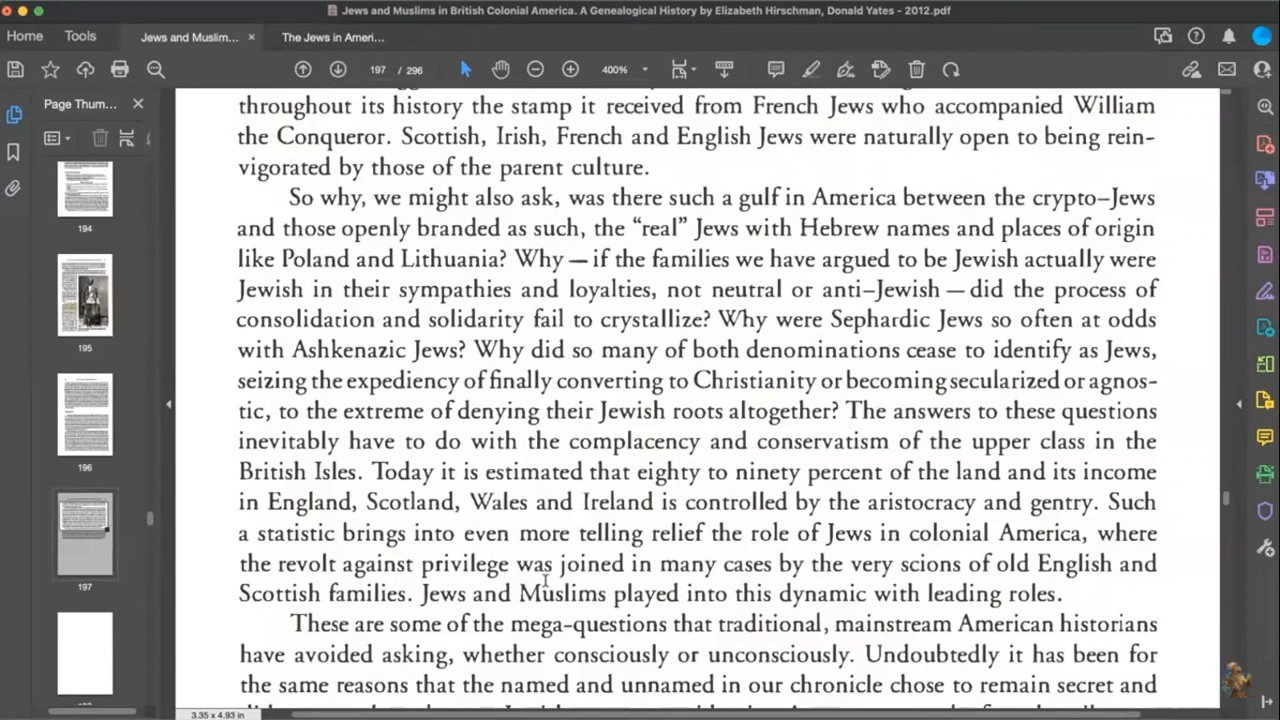 Jews and Muslims in British Colonial America. A Genealogical History by Elizabeth Hirschman, Donald Yates - 2012.pdf
Home Tools Jews and Muslim... × The Jews in Ameri...
197 / 296 400%
Page Thum... ×
194
195
196
197
throughout its history the stamp it received from French Jews who accompanied William
the Conqueror. Scottish, Irish, French and English Jews were naturally open to being rein-
vigorated by those of the parent culture.
So why, we might also ask, was there such a gulf in America between the crypto–Jews
and those openly branded as such, the “real” Jews with Hebrew names and places of origin
like Poland and Lithuania? Why — if the families we have argued to be Jewish actually were
Jewish in their sympathies and loyalties, not neutral or anti–Jewish — did the process of
consolidation and solidarity fail to crystallize? Why were Sephardic Jews so often at odds
with Ashkenazic Jews? Why did so many of both denominations cease to identify as Jews,
seizing the expediency of finally converting to Christianity or becoming secularized or agnos-
tic, to the extreme of denying their Jewish roots altogether? The answers to these questions
inevitably have to do with the complacency and conservatism of the upper class in the
British Isles. Today it is estimated that eighty to ninety percent of the land and its income
in England, Scotland, Wales and Ireland is controlled by the aristocracy and gentry. Such
a statistic brings into even more telling relief the role of Jews in colonial America, where
the revolt against privilege was joined in many cases by the very scions of old English and
Scottish families. Jews and Muslims played into this dynamic with leading roles.
These are some of the mega-questions that traditional, mainstream American historians
have avoided asking, whether consciously or unconsciously. Undoubtedly it has been for
the same reasons that the named and unnamed in our chronicle chose to remain secret and
3.35 x 4.93 in